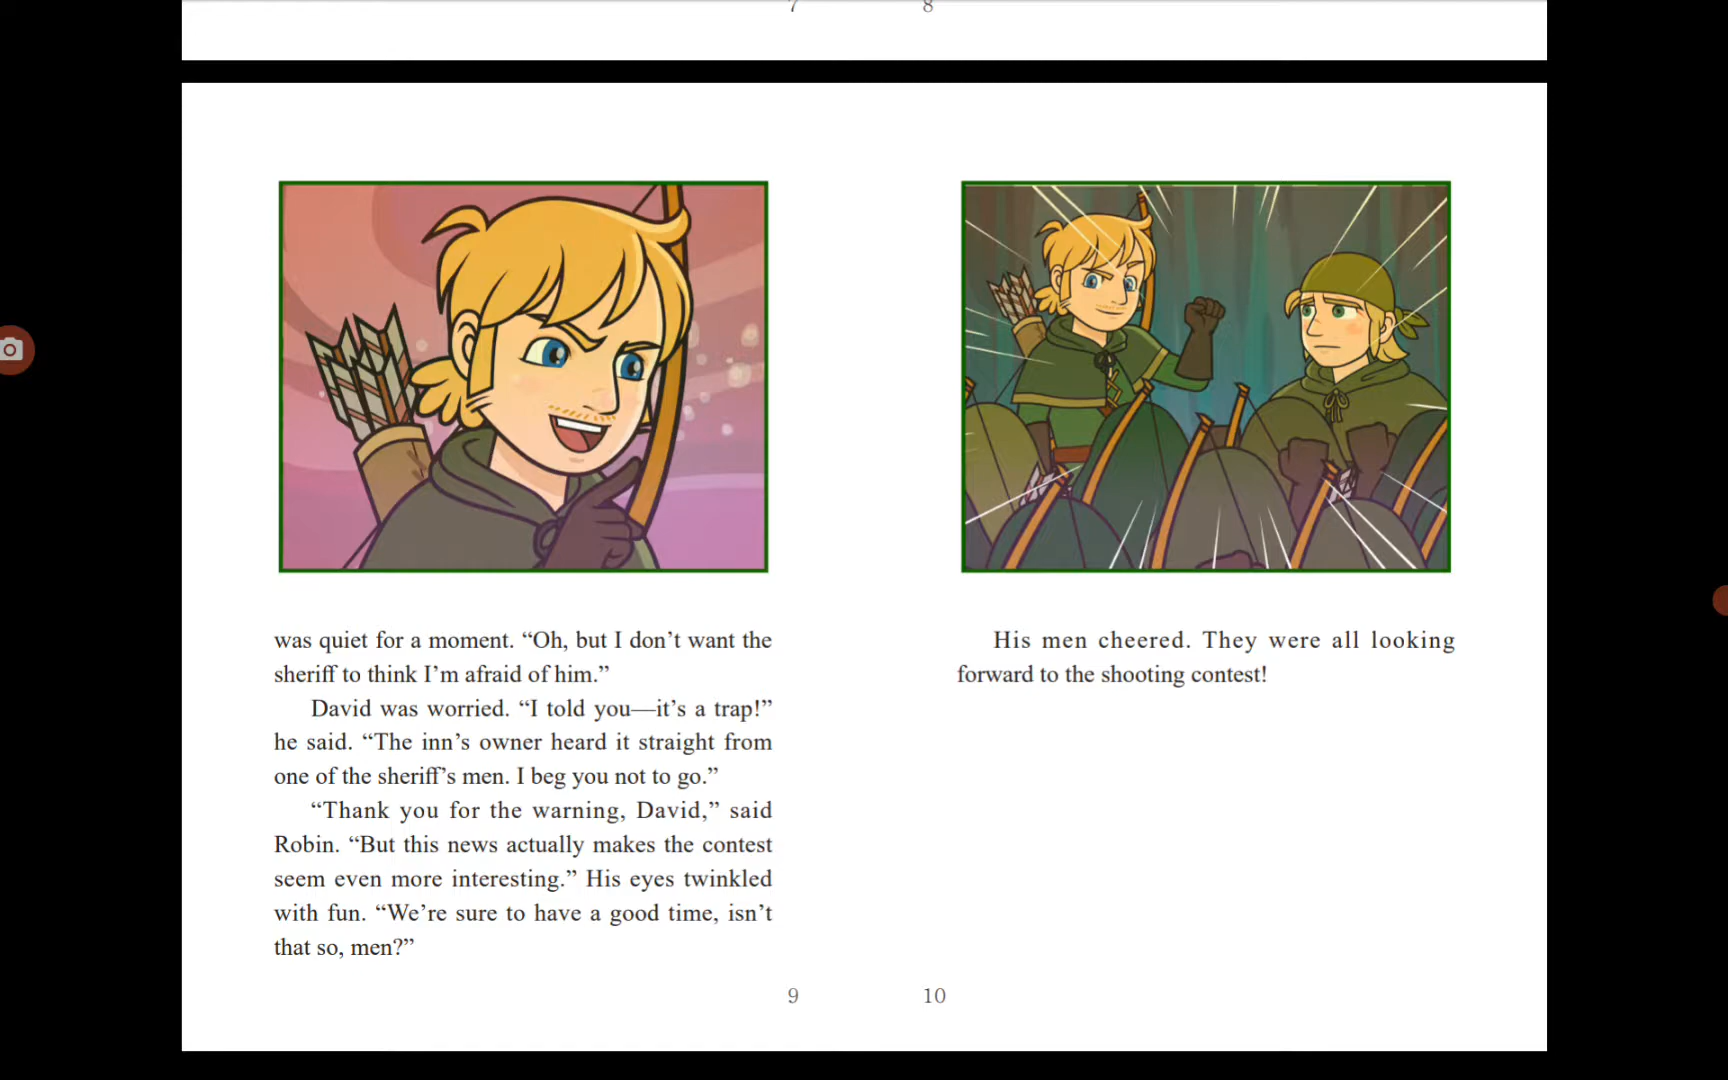 7
8
was quiet for a moment. “Oh, but I don’t want the
sheriff to think I’m afraid of him.”
David was worried. “I told you—it’s a trap!”
he said. “The inn’s owner heard it straight from
one of the sheriff’s men. I beg you not to go.”
“Thank you for the warning, David,” said
Robin. “But this news actually makes the contest
seem even more interesting.” His eyes twinkled
with fun. “We’re sure to have a good time, isn’t
that so, men?”
9
His men cheered. They were all looking
forward to the shooting contest!
10